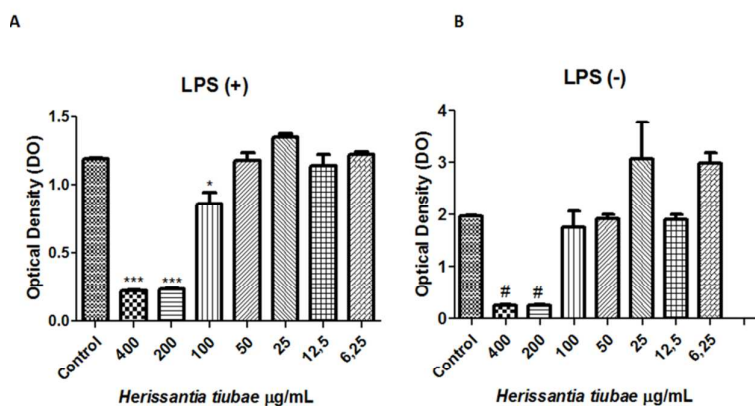 A
LPS (+)
Optical Density (DO)
1.5
1.0
0.5
0.0
***
***
*
Control
400
200
100
50
25
12,5
6,25
Herissantia tiubae µg/mL
B
LPS (-)
Optical Density (DO)
4
3
2
1
0
#
#
Control
400
200
100
50
25
12,5
6,25
Herissantia tiubae µg/mL